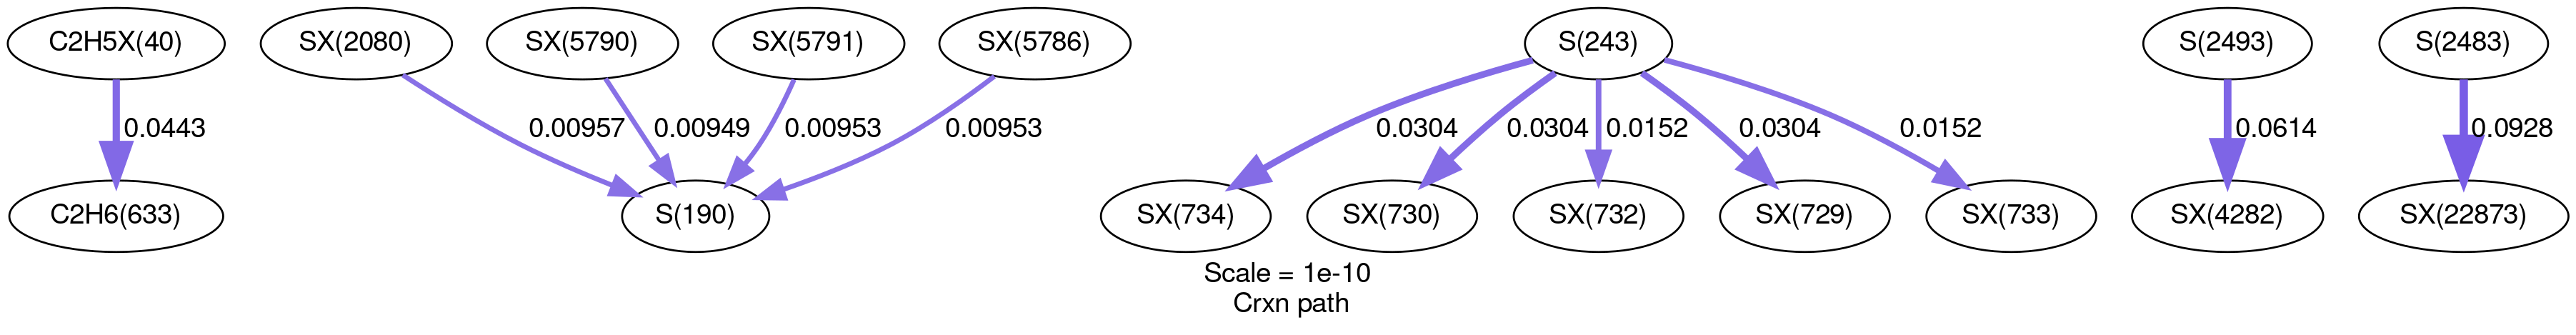 C2H5X(40) SX(2080) SX(5790) SX(5791) SX(5786) S(243) S(2493) S(2483)
0.0443 0.00957 0.00949 0.00953 0.00953 0.0304 0.0304 0.0152 0.0304 0.0152 0.0614 0.0928
C2H6(633) S(190) SX(734) SX(730) SX(732) SX(729) SX(733) SX(4282) SX(22873)
Scale = 1e-10
Crxn path